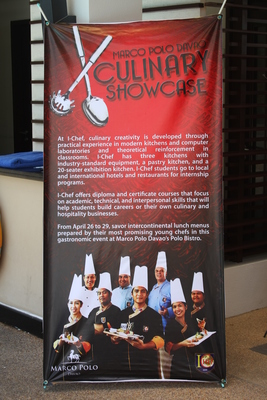 MARCO POLO DAVAO
CULINARY
SHOWCASE
At I-Chef, culinary creativity is developed through
practical experience in modern kitchens and computer
laboratories and theoretical reinforcement in
classrooms. I-Chef has three kitchens with
industry-standard equipment, a pastry kitchen, and a
20-seater exhibition kitchen. I-Chef students go to local
and international hotels and restaurants for internship
programs.
I-Chef offers diploma and certificate courses that focus
on academic, technical, and interpersonal skills that will
help students build careers or their own culinary and
hospitality businesses.
From April 26 to 29, savor intercontinental lunch menus
prepared by their most promising young chefs in this
gastronomic event at Marco Polo Davao's Polo Bistro.
MARCO POLO